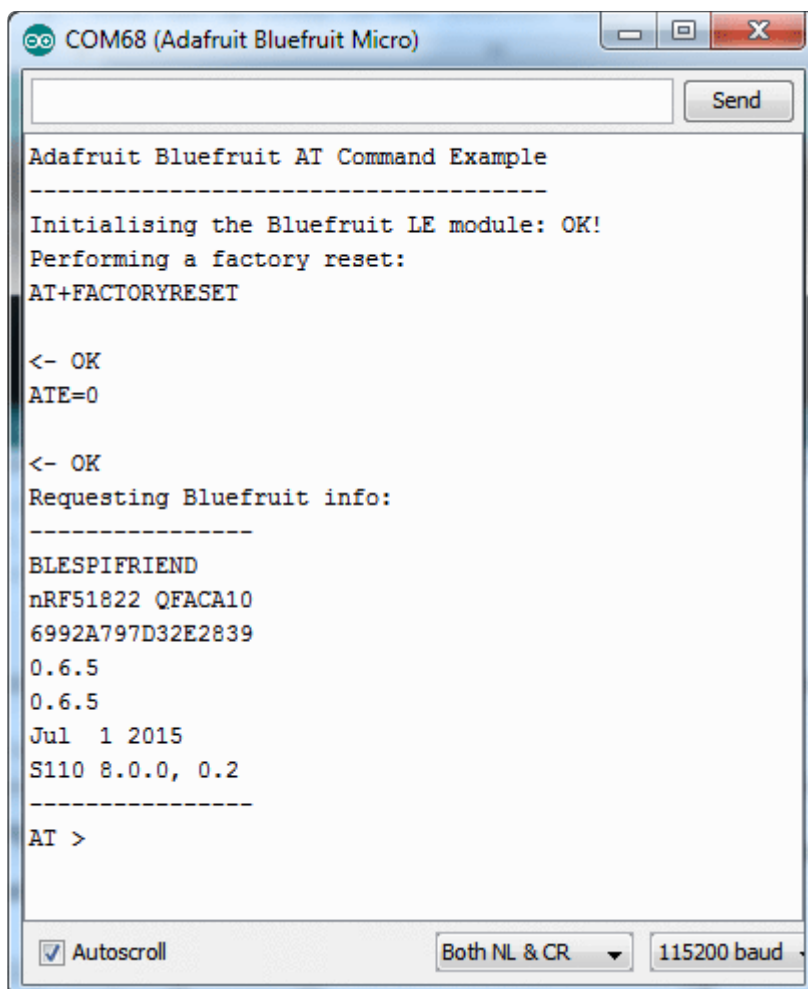 COM68 (Adafruit Bluefruit Micro)
Send
Adafruit Bluefruit AT Command Example
-------------------------------------
Initialising the Bluefruit LE module: OK!
Performing a factory reset:
AT+FACTORYRESET
<- OK
ATE=0
<- OK
Requesting Bluefruit info:
----------------
BLESPIFRIEND
nRF51822 QFACA10
6992A797D32E2839
0.6.5
0.6.5
Jul  1 2015
S110 8.0.0, 0.2
----------------
AT >
Autoscroll
Both NL & CR
115200 baud